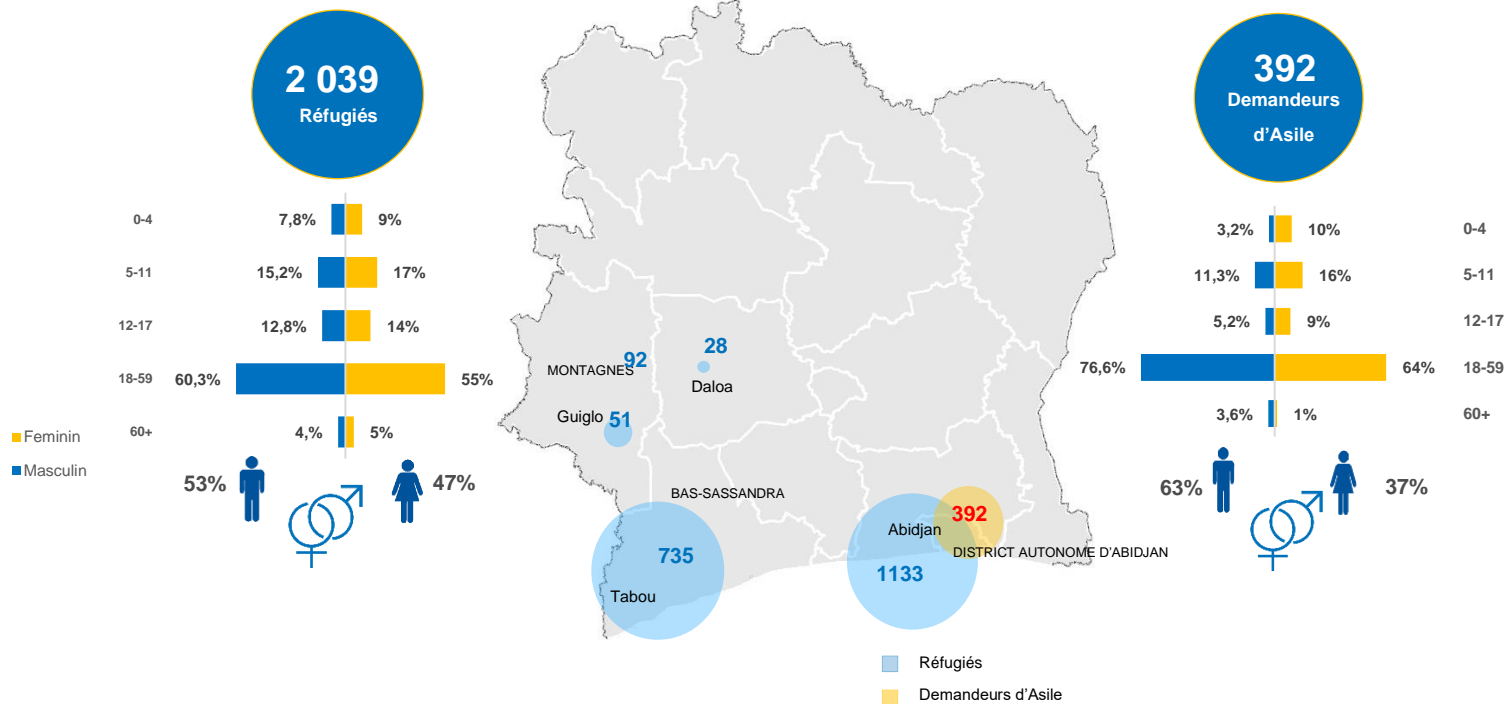 2 039
Réfugiés
0-4 7,8% 9%
5-11 15,2% 17%
12-17 12,8% 14%
18-59 60,3% 55%
60+ 4,% 5%
Feminin
Masculin
53% 47%
MONTAGNES 92
28
Daloa
Guiglo 51
BAS-SASSANDRA
735
Tabou
392
Abidjan
DISTRICT AUTONOME D'ABIDJAN
1133
Réfugiés
Demandeurs d'Asile
392
Demandeurs
d'Asile
3,2% 10% 0-4
11,3% 16% 5-11
5,2% 9% 12-17
76,6% 64% 18-59
3,6% 1% 60+
63% 37%